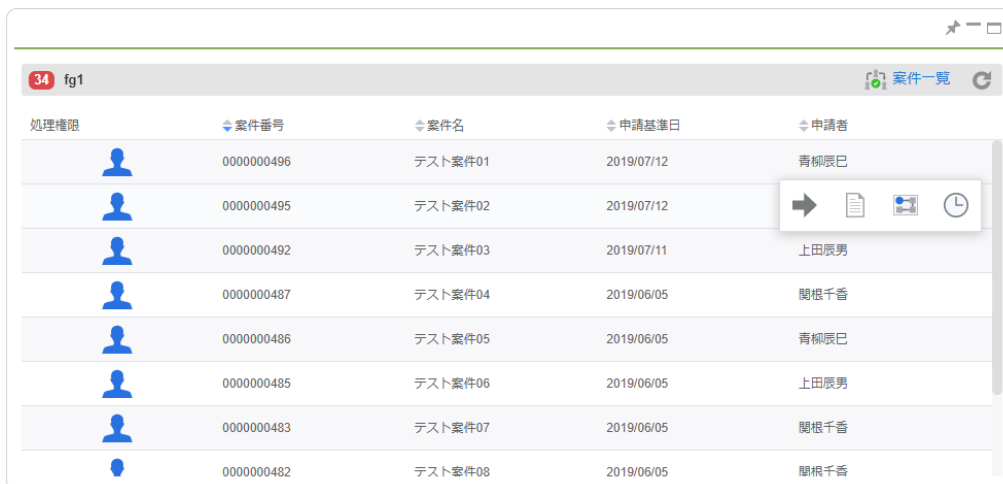 34 fg1 案件一覧
処理権限 案件番号 案件名 申請基準日 申請者
0000000496 テスト案件01 2019/07/12 青柳辰巳
0000000495 テスト案件02 2019/07/12
0000000492 テスト案件03 2019/07/11 上田辰男
0000000487 テスト案件04 2019/06/05 関根千香
0000000486 テスト案件05 2019/06/05 青柳辰巳
0000000485 テスト案件06 2019/06/05 上田辰男
0000000483 テスト案件07 2019/06/05 関根千香
0000000482 テスト案件08 2019/06/05 関根千香